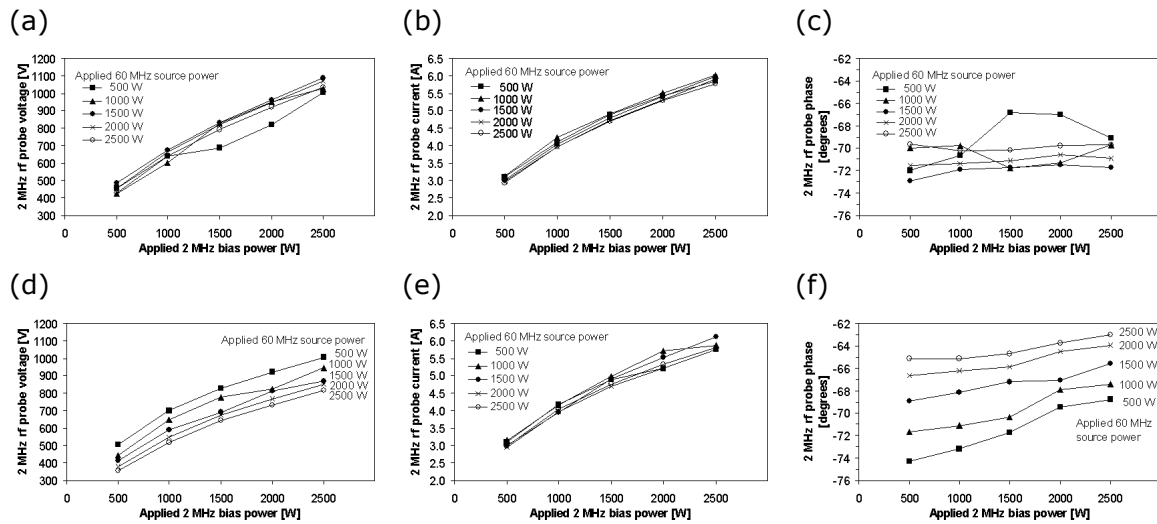 (a)
2 MHz rf probe voltage [V]
1200
1100
1000
900
800
700
600
500
400
300
Applied 60 MHz source power
500 W
1000 W
1500 W
2000 W
2500 W
0
500
1000
1500
2000
2500
Applied 2 MHz bias power [W]
(b)
2 MHz rf probe current [A]
6.5
6.0
5.5
5.0
4.5
4.0
3.5
3.0
2.5
2.0
Applied 60 MHz source power
500 W
1000 W
1500 W
2000 W
2500 W
0
500
1000
1500
2000
2500
Applied 2 MHz bias power [W]
(c)
2 MHz rf probe phase
[degrees]
-62
-64
-66
-68
-70
-72
-74
-76
Applied 60 MHz source power
500 W
1000 W
1500 W
2000 W
2500 W
0
500
1000
1500
2000
2500
Applied 2 MHz bias power [W]
(d)
2 MHz rf probe voltage [V]
1200
1100
1000
900
800
700
600
500
400
300
Applied 60 MHz source power
500 W
1000 W
1500 W
2000 W
2500 W
0
500
1000
1500
2000
2500
Applied 2 MHz bias power [W]
(e)
2 MHz rf probe current [A]
6.5
6.0
5.5
5.0
4.5
4.0
3.5
3.0
2.5
2.0
Applied 60 MHz source power
500 W
1000 W
1500 W
2000 W
2500 W
0
500
1000
1500
2000
2500
Applied 2 MHz bias power [W]
(f)
2 MHz rf probe phase
[degrees]
-62
-64
-66
-68
-70
-72
-74
-76
2500 W
2000 W
1500 W
1000 W
500 W
Applied 60 MHz
source power
0
500
1000
1500
2000
2500
Applied 2 MHz bias power [W]